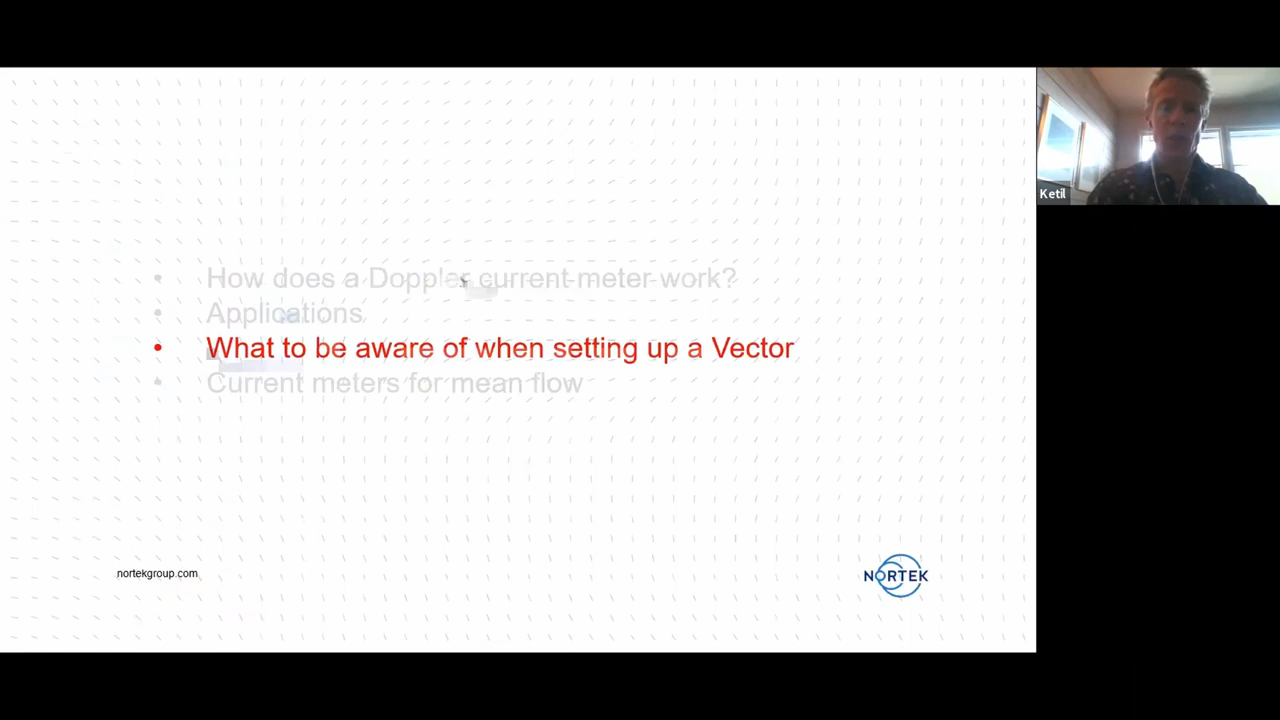 How does a Doppler current meter work?
Applications
What to be aware of when setting up a Vector
Current meters for mean flow
nortekgroup.com
NORTEK
Ketil